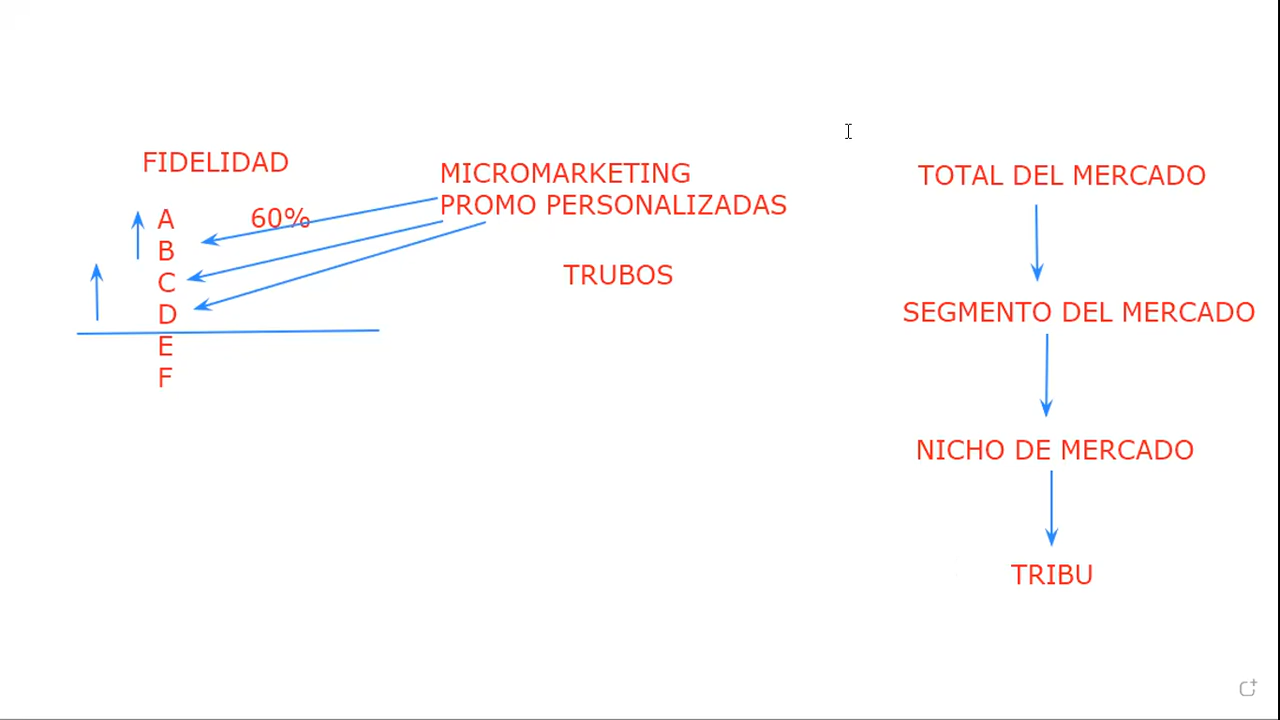 FIDELIDAD
A 60%
B
C
D
E
F
MICROMARKETING
PROMO PERSONALIZADAS
TRUBOS
TOTAL DEL MERCADO
SEGMENTO DEL MERCADO
NICHO DE MERCADO
TRIBU